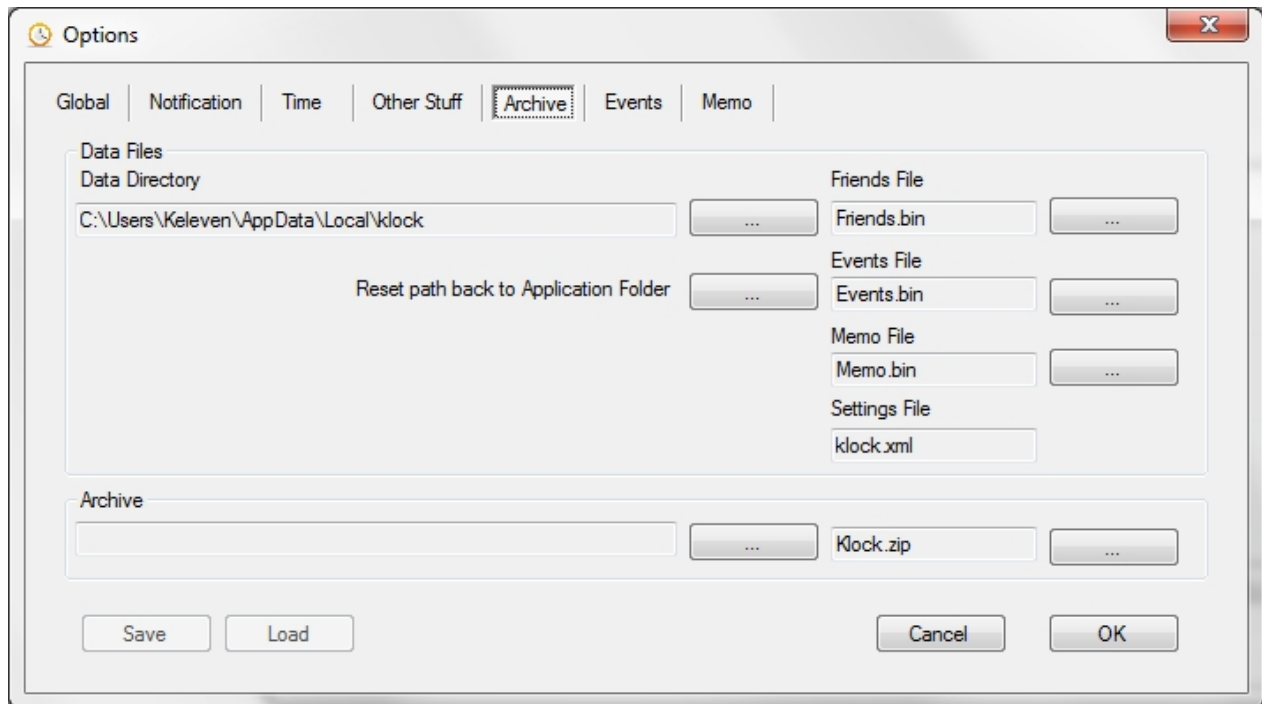 Options
Global Notification Time Other Stuff Archive Events Memo
Data Files
Data Directory
C:\Users\Keleven\AppData\Local\klock
...
Reset path back to Application Folder
...
Friends File
Friends.bin
...
Events File
Events.bin
...
Memo File
Memo.bin
...
Settings File
klock.xml
Archive
...
Klock.zip
...
Save Load Cancel OK